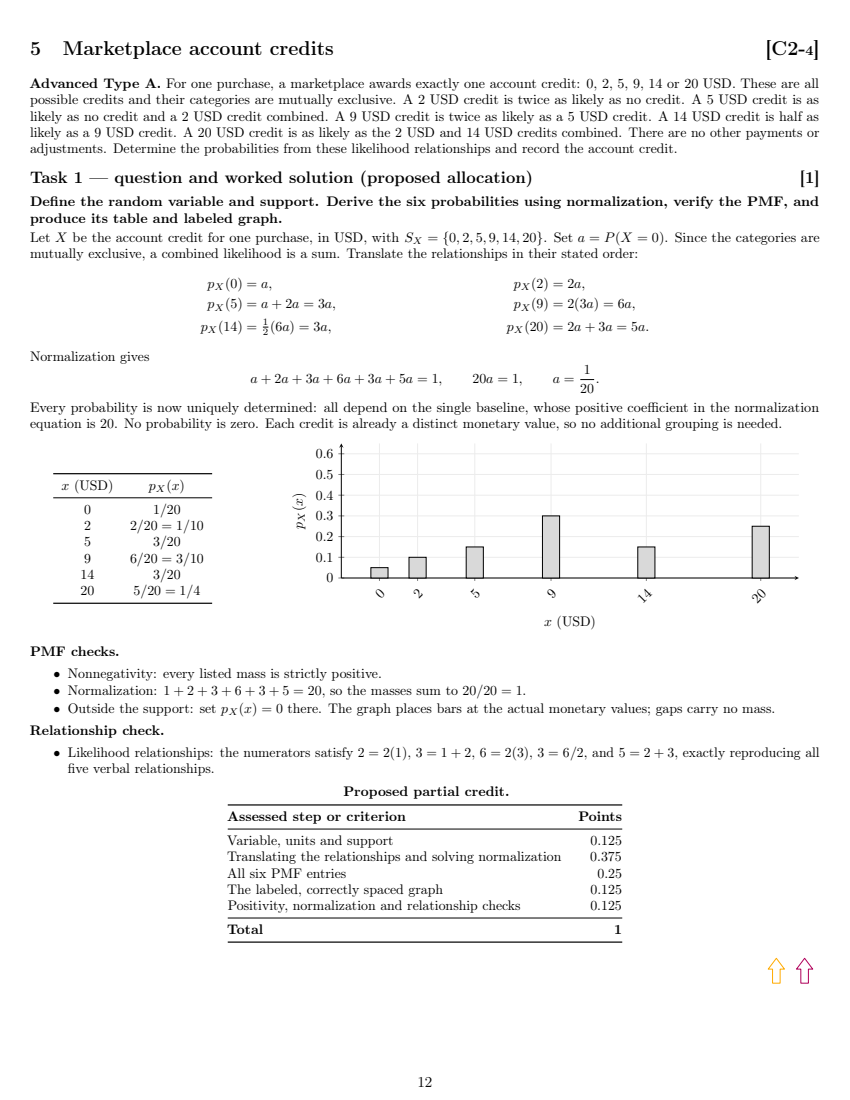 5 Marketplace account credits [C2-4]
Advanced Type A. For one purchase, a marketplace awards exactly one account credit: 0, 2, 5, 9, 14 or 20 USD. These are all
possible credits and their categories are mutually exclusive. A 2 USD credit is twice as likely as no credit. A 5 USD credit is as
likely as no credit and a 2 USD credit combined. A 9 USD credit is twice as likely as a 5 USD credit. A 14 USD credit is half as
likely as a 9 USD credit. A 20 USD credit is as likely as the 2 USD and 14 USD credits combined. There are no other payments or
adjustments. Determine the probabilities from these likelihood relationships and record the account credit.
Task 1 — question and worked solution (proposed allocation) [1]
Define the random variable and support. Derive the six probabilities using normalization, verify the PMF, and
produce its table and labeled graph.
Let X be the account credit for one purchase, in USD, with S_X = {0, 2, 5, 9, 14, 20}. Set a = P(X = 0). Since the categories are
mutually exclusive, a combined likelihood is a sum. Translate the relationships in their stated order:
p_X(0) = a, p_X(2) = 2a,
p_X(5) = a + 2a = 3a, p_X(9) = 2(3a) = 6a,
p_X(14) = 1/2(6a) = 3a, p_X(20) = 2a + 3a = 5a.
Normalization gives
a + 2a + 3a + 6a + 3a + 5a = 1, 20a = 1, a = 1/20.
Every probability is now uniquely determined: all depend on the single baseline, whose positive coefficient in the normalization
equation is 20. No probability is zero. Each credit is already a distinct monetary value, so no additional grouping is needed.
x (USD) p_X(x)
0 1/20
2 2/20 = 1/10
5 3/20
9 6/20 = 3/10
14 3/20
20 5/20 = 1/4
p_X(x)
0.6
0.5
0.4
0.3
0.2
0.1
0
0 2 5 9 14 20
x (USD)
PMF checks.
• Nonnegativity: every listed mass is strictly positive.
• Normalization: 1 + 2 + 3 + 6 + 3 + 5 = 20, so the masses sum to 20/20 = 1.
• Outside the support: set p_X(x) = 0 there. The graph places bars at the actual monetary values; gaps carry no mass.
Relationship check.
• Likelihood relationships: the numerators satisfy 2 = 2(1), 3 = 1 + 2, 6 = 2(3), 3 = 6/2, and 5 = 2 + 3, exactly reproducing all
five verbal relationships.
Proposed partial credit.
Assessed step or criterion Points
Variable, units and support 0.125
Translating the relationships and solving normalization 0.375
All six PMF entries 0.25
The labeled, correctly spaced graph 0.125
Positivity, normalization and relationship checks 0.125
Total 1
12